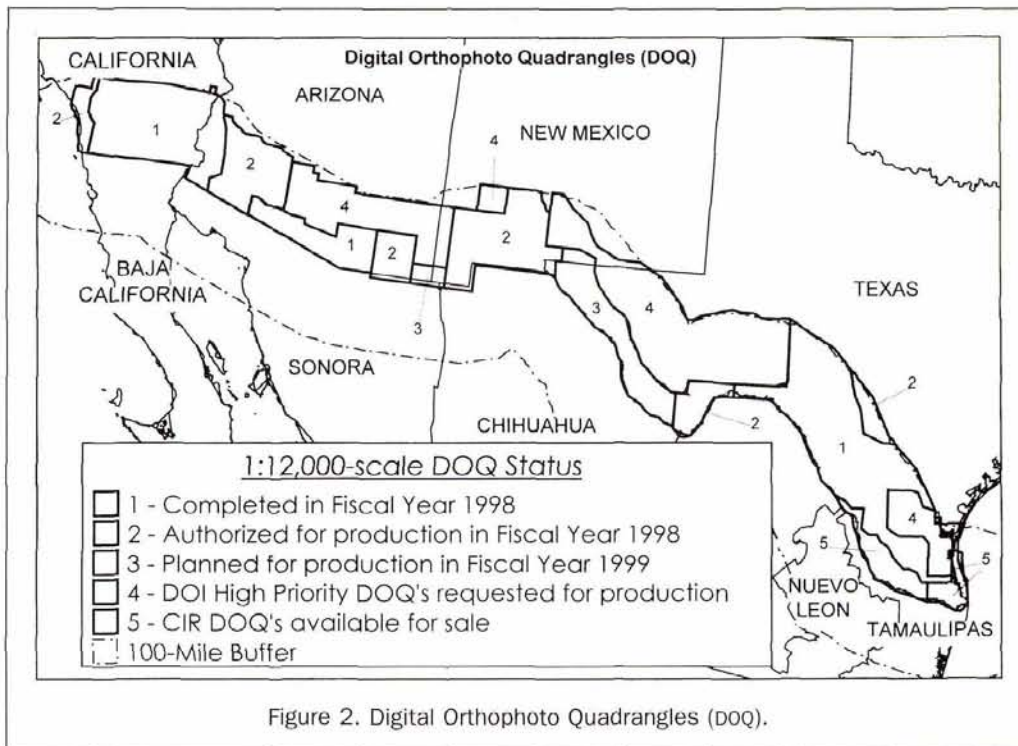 Digital Orthophoto Quadrangles (DOQ)
CALIFORNIA
ARIZONA
NEW MEXICO
TEXAS
BAJA
CALIFORNIA
SONORA
CHIHUAHUA
NUEVO
LEON
TAMAULIPAS
2
1
2
4
4
1
2
2
3
3
4
2
2
1
4
5
5
1:12,000-scale DOQ Status
1 - Completed in Fiscal Year 1998
2 - Authorized for production in Fiscal Year 1998
3 - Planned for production in Fiscal Year 1999
4 - DOI High Priority DOQ's requested for production
5 - CIR DOQ's available for sale
100-Mile Buffer
Figure 2. Digital Orthophoto Quadrangles (DOQ).